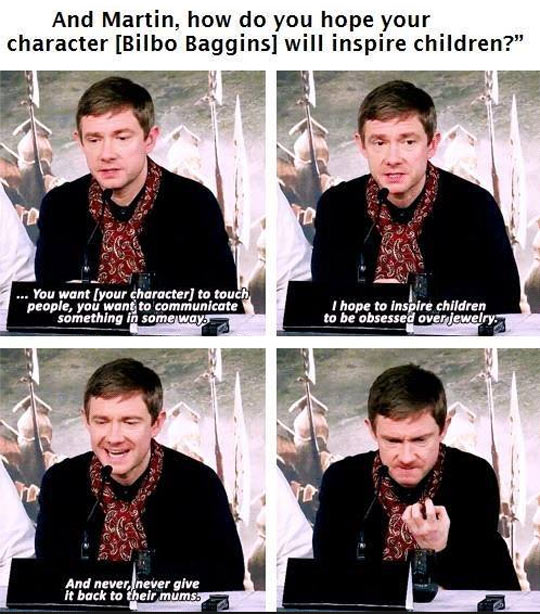 And Martin, how do you hope your
character [Bilbo Baggins] will inspire children?”
... You want [your character] to touch
people, you want to communicate
something in some way.
I hope to inspire children
to be obsessed over jewelry.
And never, never give
it back to their mums.